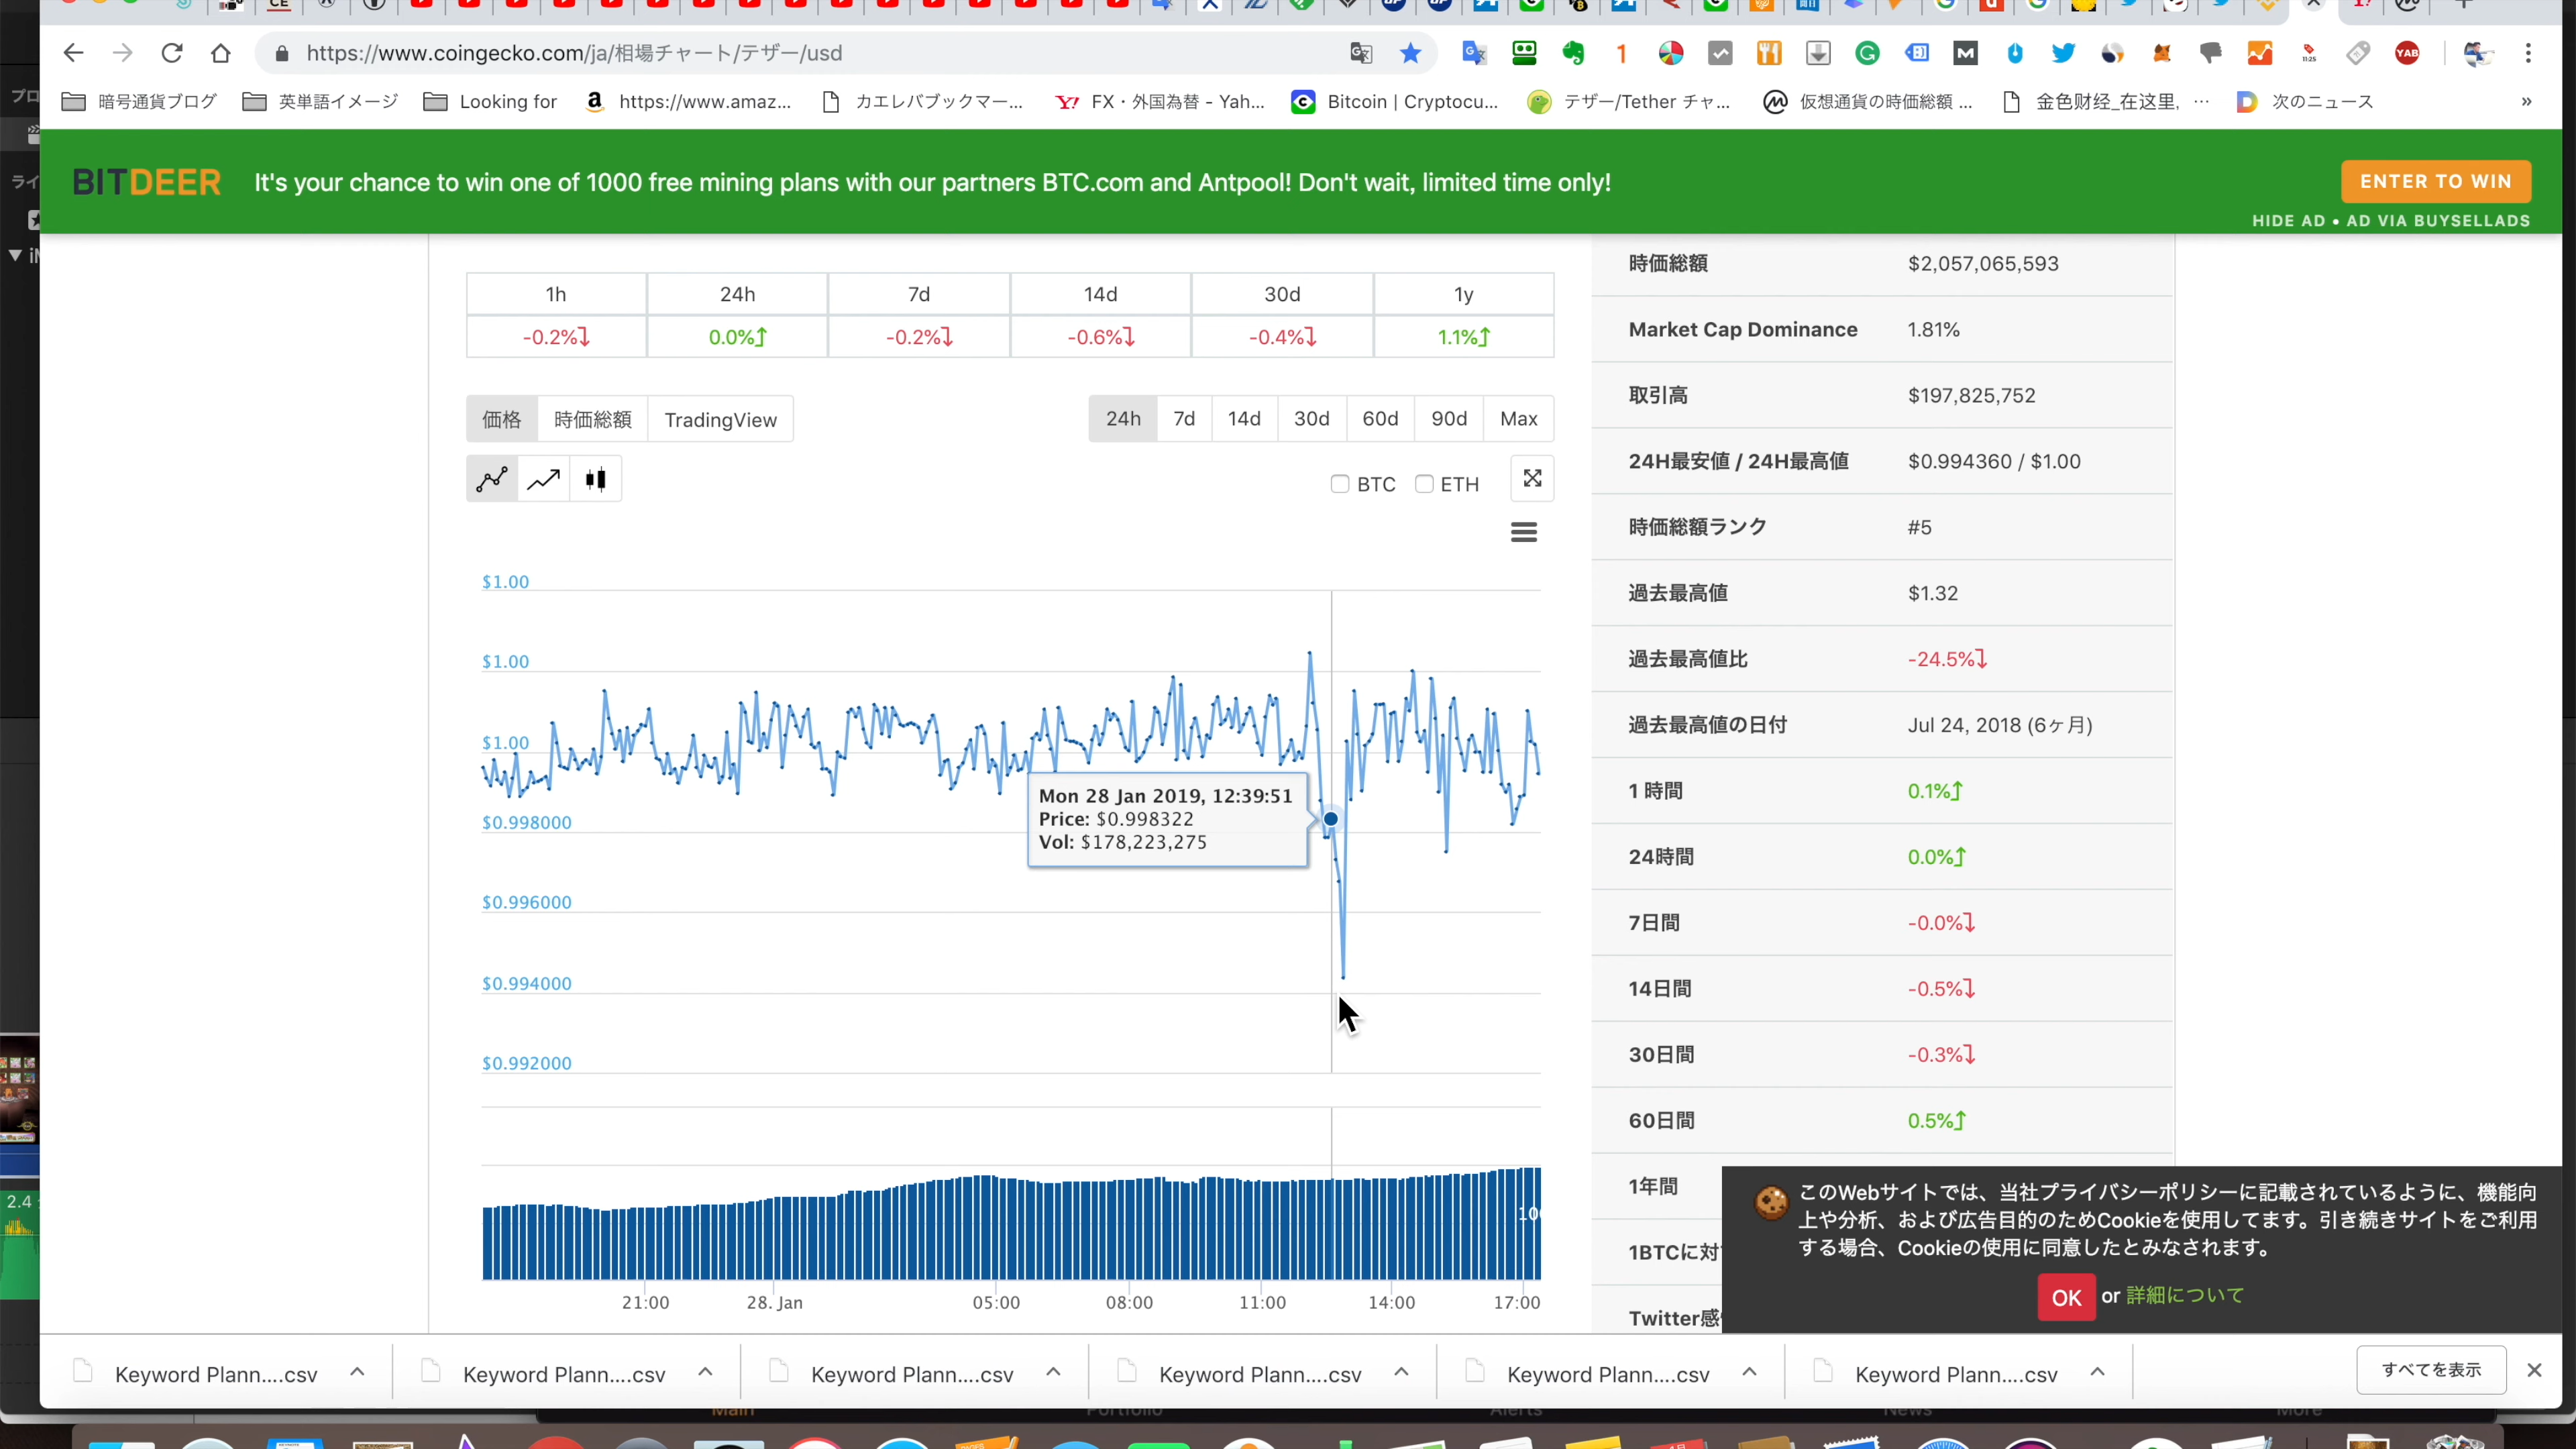 https://www.coingecko.com/ja/相場チャート/テザー/usd
暗号通貨ブログ
英単語イメージ
Looking for
https://www.amaz...
カエレバブックマー...
FX・外国為替 - Yah...
Bitcoin | Cryptocu...
テザー/Tether チャ...
仮想通貨の時価総額 ...
金色财经_在这里, ...
次のニュース
»
BITDEER
It's your chance to win one of 1000 free mining plans with our partners BTC.com and Antpool! Don't wait, limited time only!
ENTER TO WIN
HIDE AD • AD VIA BUYSELLADS
1h 24h 7d 14d 30d 1y
-0.2% 0.0% -0.2% -0.6% -0.4% 1.1%
価格 時価総額 TradingView
24h 7d 14d 30d 60d 90d Max
BTC ETH
$1.00
$1.00
$1.00
$0.998000
$0.996000
$0.994000
$0.992000
Mon 28 Jan 2019, 12:39:51
Price: $0.998322
Vol: $178,223,275
21:00 28. Jan 05:00 08:00 11:00 14:00 17:00
時価総額 $2,057,065,593
Market Cap Dominance 1.81%
取引高 $197,825,752
24H最安値 / 24H最高値 $0.994360 / $1.00
時価総額ランク #5
過去最高値 $1.32
過去最高値比 -24.5%
過去最高値の日付 Jul 24, 2018 (6ヶ月)
1 時間 0.1%
24時間 0.0%
7日間 -0.0%
14日間 -0.5%
30日間 -0.3%
60日間 0.5%
1年間
1BTCに対
Twitter感
このWebサイトでは、当社プライバシーポリシーに記載されているように、機能向
上や分析、および広告目的のためCookieを使用してます。引き続きサイトをご利用
する場合、Cookieの使用に同意したとみなされます。
OK or 詳細について
Keyword Plann....csv
Keyword Plann....csv
Keyword Plann....csv
Keyword Plann....csv
Keyword Plann....csv
Keyword Plann....csv
すべてを表示
2.4